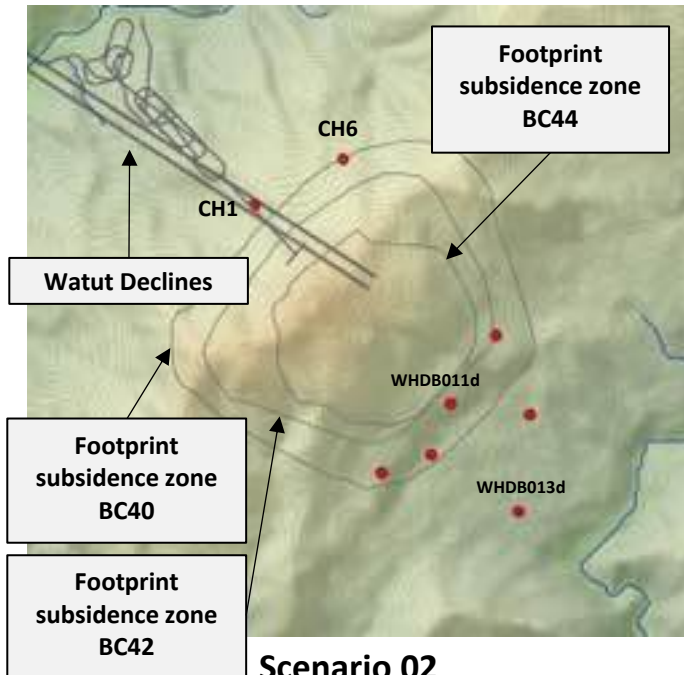 Footprint
subsidence zone
BC44
CH6
CH1
Watut Declines
WHDB011d
Footprint
subsidence zone
BC40
WHDB013d
Footprint
subsidence zone
BC42
Scenario 02